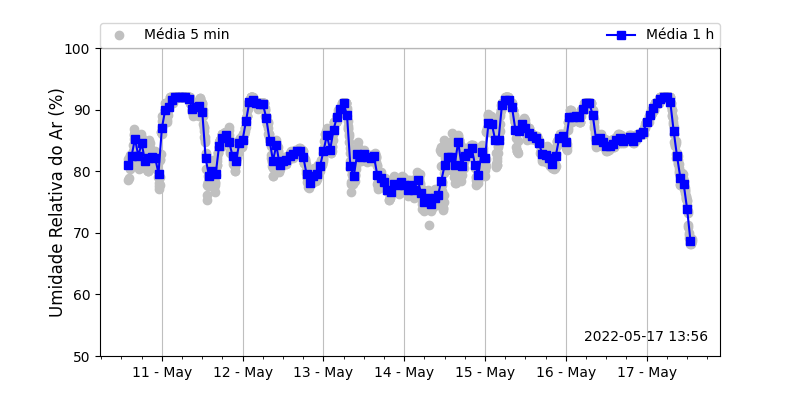 Média 5 min
Média 1 h
Umidade Relativa do Ar (%)
100
90
80
70
60
50
2022-05-17 13:56
11 - May
12 - May
13 - May
14 - May
15 - May
16 - May
17 - May